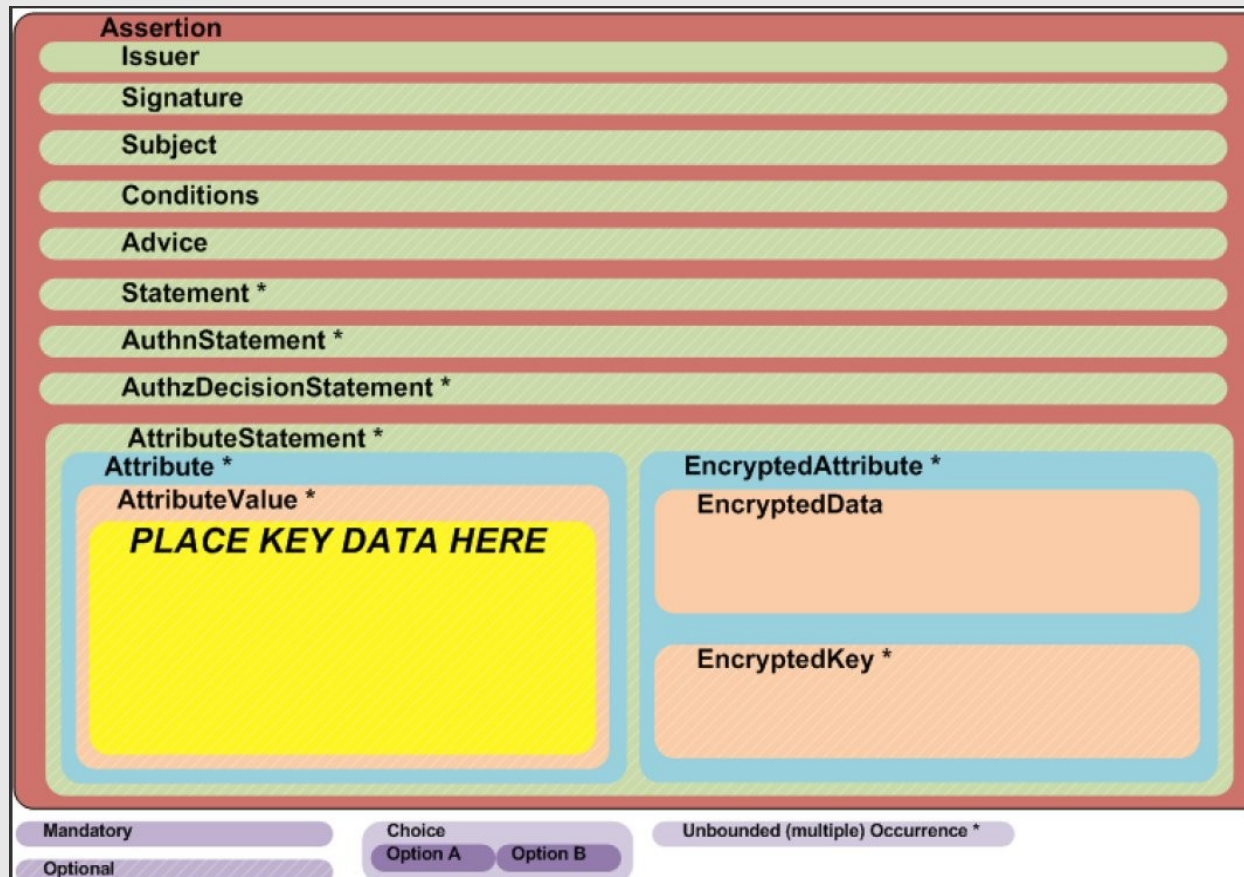 Assertion
Issuer
Signature
Subject
Conditions
Advice
Statement *
AuthnStatement *
AuthzDecisionStatement *
AttributeStatement *
Attribute *
AttributeValue *
PLACE KEY DATA HERE
EncryptedAttribute *
EncryptedData
EncryptedKey *
Mandatory
Optional
Choice
Option A
Option B
Unbounded (multiple) Occurrence *